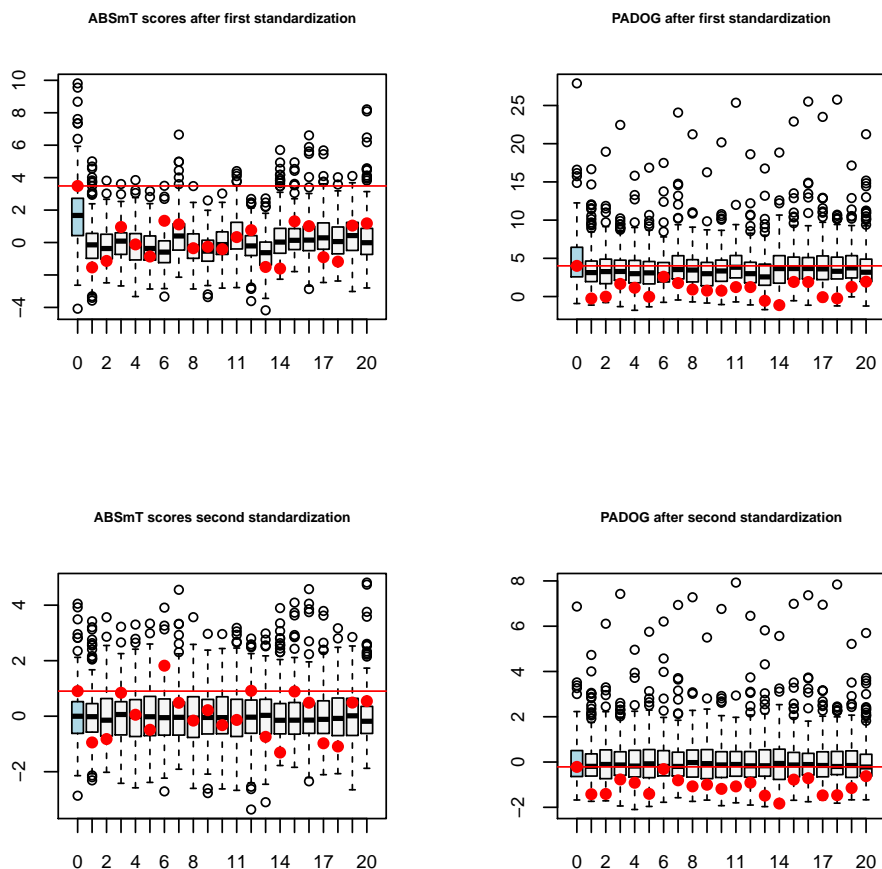 ABSmT scores after first standardization
10
8
6
4
2
0
−4
0 2 4 6 8 11 14 17 20
PADOG after first standardization
25
20
15
10
5
0
0 2 4 6 8 11 14 17 20
ABSmT scores second standardization
4
2
0
−2
0 2 4 6 8 11 14 17 20
PADOG after second standardization
8
6
4
2
0
−2
0 2 4 6 8 11 14 17 20